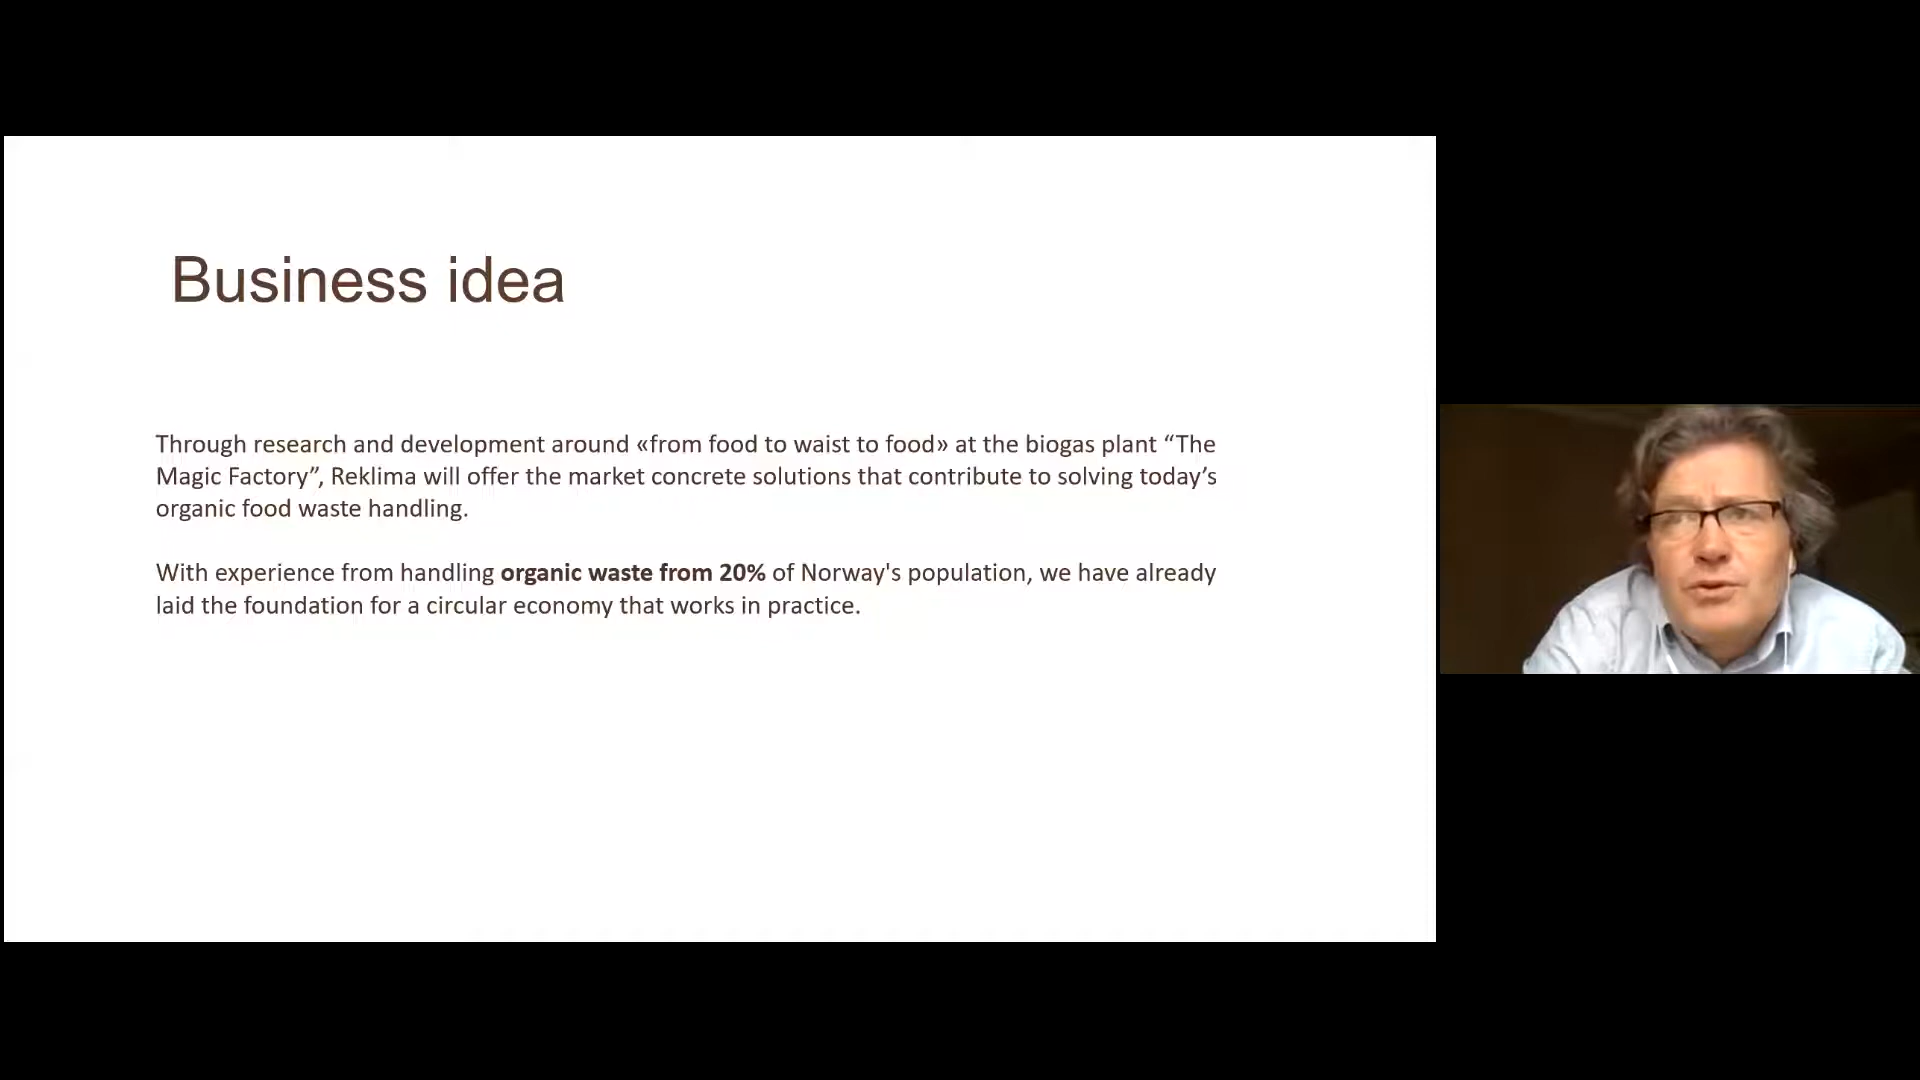 Business idea
Through research and development around «from food to waist to food» at the biogas plant “The
Magic Factory”, Reklima will offer the market concrete solutions that contribute to solving today’s
organic food waste handling.
With experience from handling organic waste from 20% of Norway's population, we have already
laid the foundation for a circular economy that works in practice.